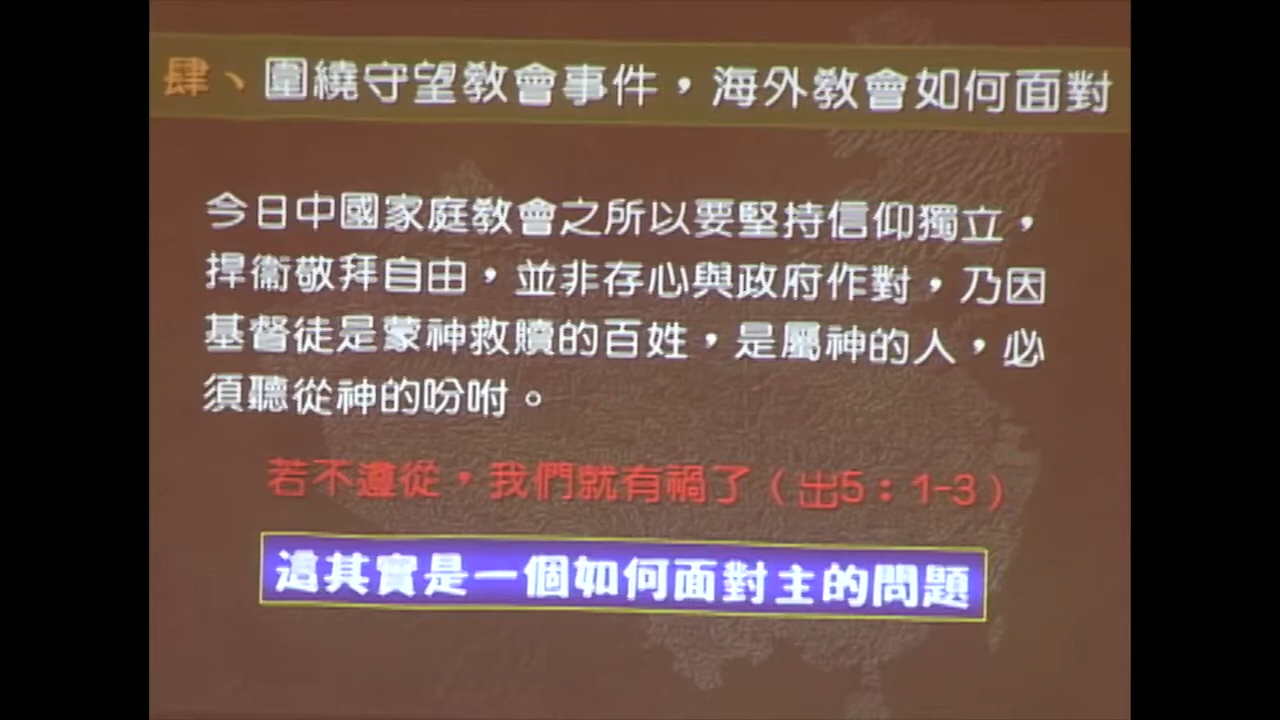 肆、圍繞守望教會事件，海外教會如何面對
今日中國家庭教會之所以要堅持信仰獨立，
捍衞敬拜自由，並非存心與政府作對，乃因
基督徒是蒙神救贖的百姓，是屬神的人，必
須聽從神的吩咐。
若不遵從，我們就有禍了（出5：1-3）
這其實是一個如何面對主的問題